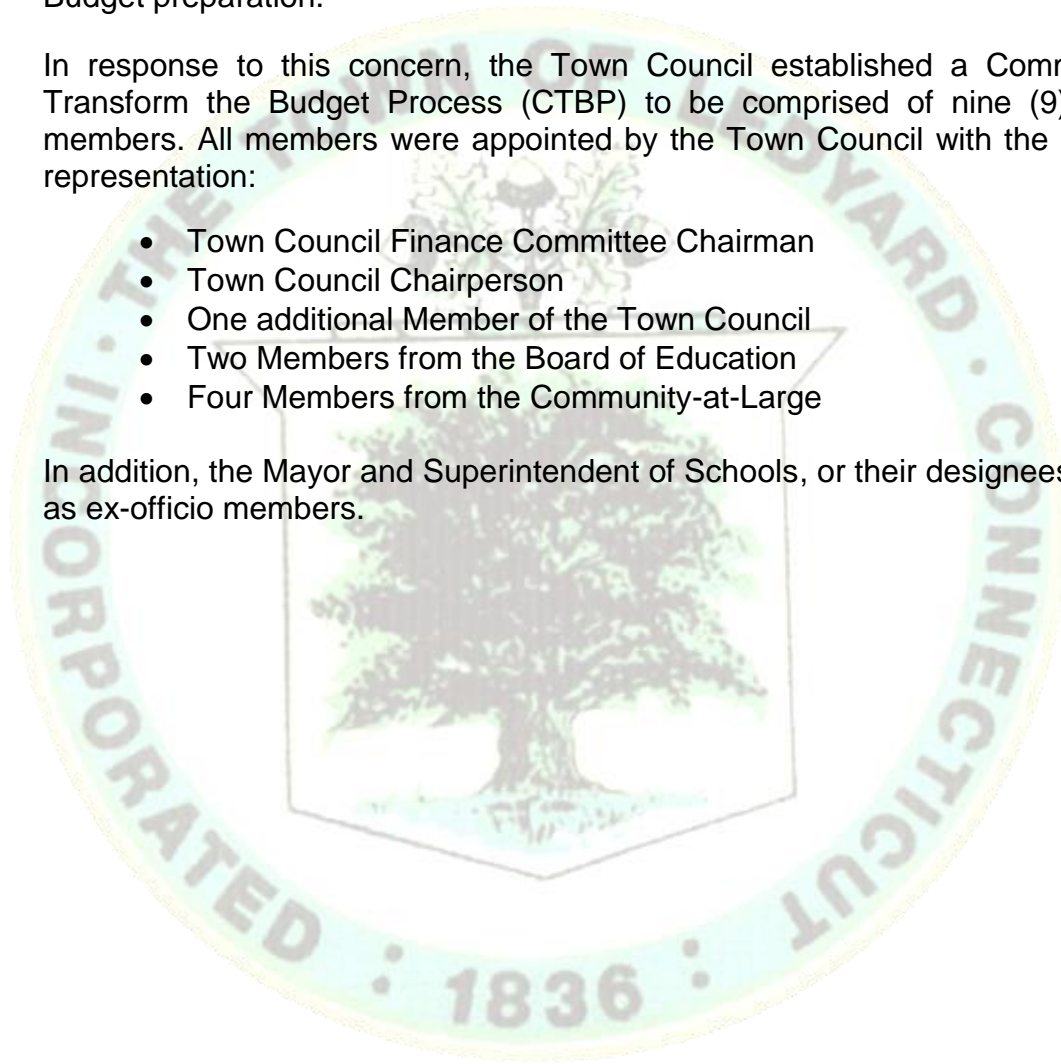 Budget preparation.
In response to this concern, the Town Council established a Comm
Transform the Budget Process (CTBP) to be comprised of nine (9)
members. All members were appointed by the Town Council with the
representation:
• Town Council Finance Committee Chairman
• Town Council Chairperson
• One additional Member of the Town Council
• Two Members from the Board of Education
• Four Members from the Community-at-Large
In addition, the Mayor and Superintendent of Schools, or their designees
as ex-officio members.
THE TOWN OF LEDYARD · CONNECTICUT : 1836 : INCORPORATED ·